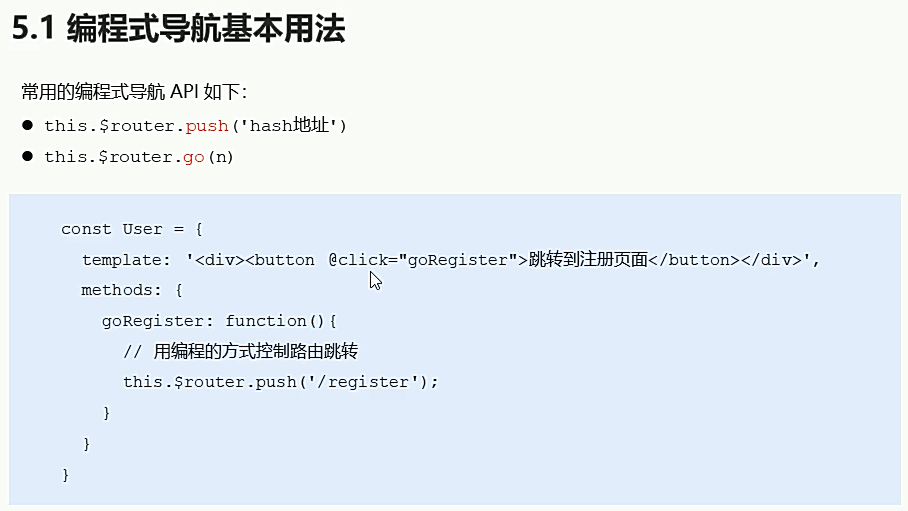 5.1 编程式导航基本用法
常用的编程式导航 API 如下：
● this.$router.push('hash地址')
● this.$router.go(n)
const User = {
template: '<div><button @click="goRegister">跳转到注册页面</button></div>',
methods: {
goRegister: function(){
// 用编程的方式控制路由跳转
this.$router.push('/register');
}
}
}